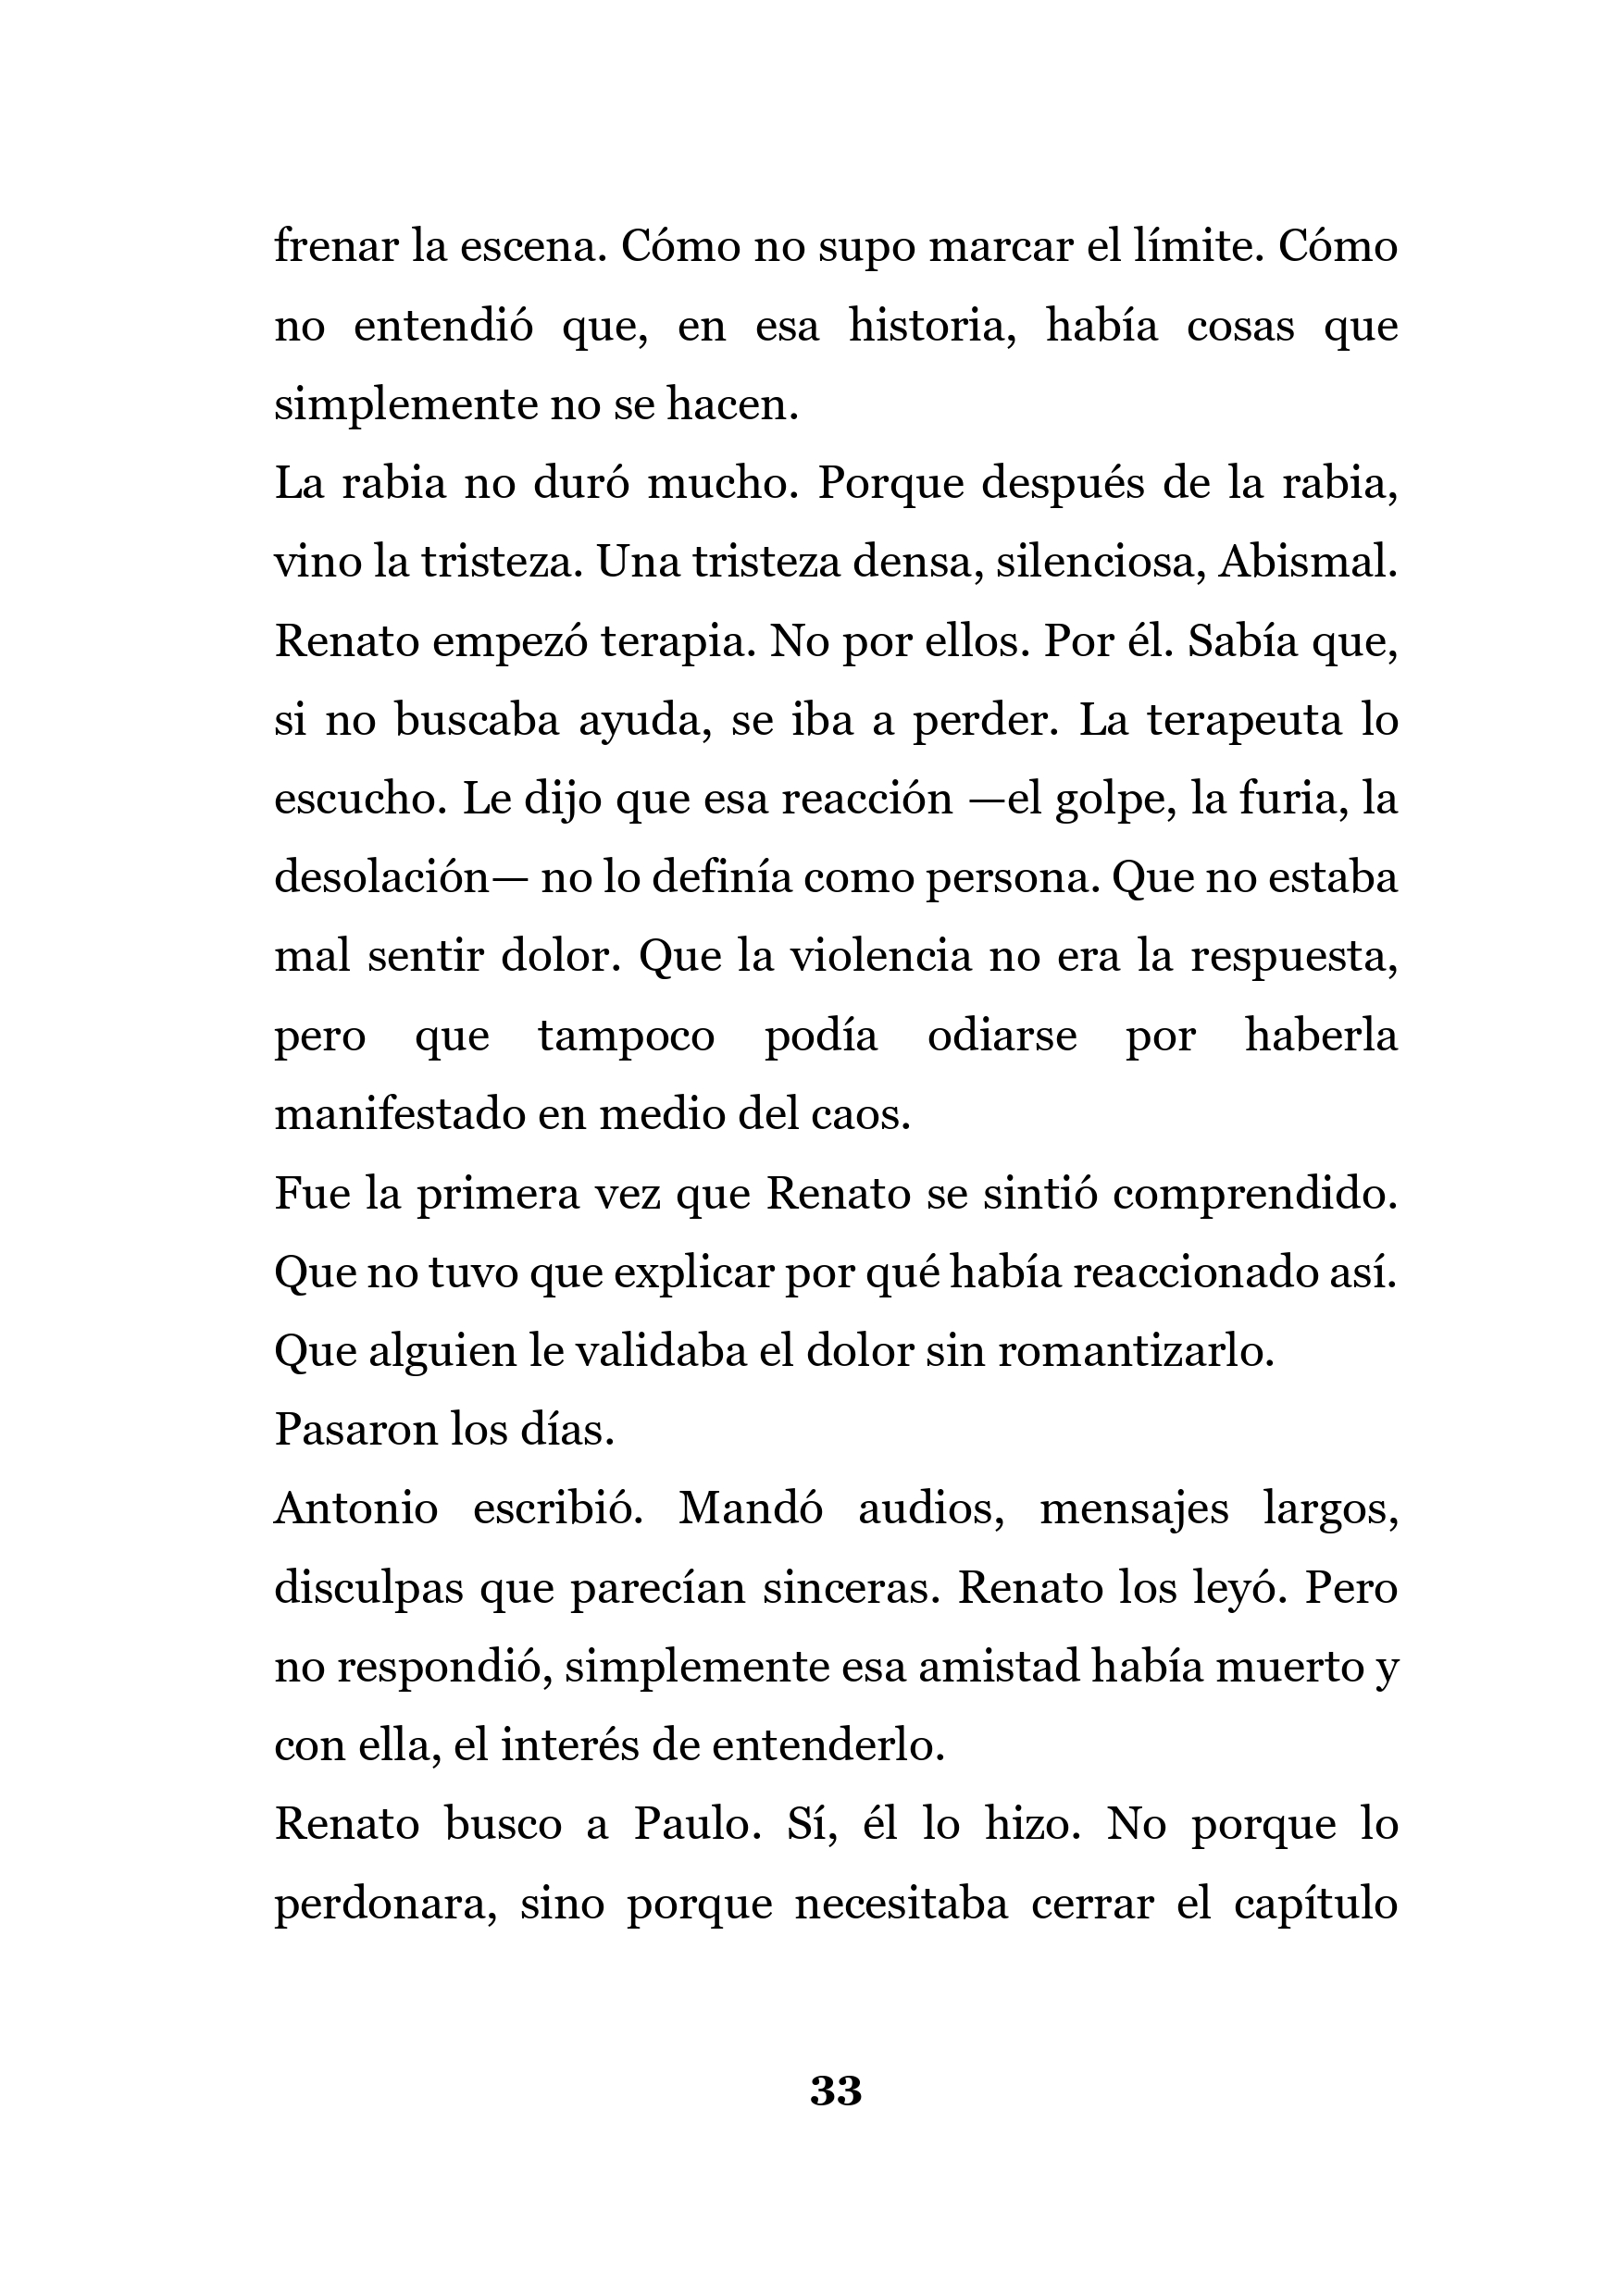 frenar la escena. Cómo no supo marcar el límite. Cómo
no entendió que, en esa historia, había cosas que
simplemente no se hacen.
La rabia no duró mucho. Porque después de la rabia,
vino la tristeza. Una tristeza densa, silenciosa, Abismal.
Renato empezó terapia. No por ellos. Por él. Sabía que,
si no buscaba ayuda, se iba a perder. La terapeuta lo
escucho. Le dijo que esa reacción —el golpe, la furia, la
desolación— no lo definía como persona. Que no estaba
mal sentir dolor. Que la violencia no era la respuesta,
pero que tampoco podía odiarse por haberla
manifestado en medio del caos.
Fue la primera vez que Renato se sintió comprendido.
Que no tuvo que explicar por qué había reaccionado así.
Que alguien le validaba el dolor sin romantizarlo.
Pasaron los días.
Antonio escribió. Mandó audios, mensajes largos,
disculpas que parecían sinceras. Renato los leyó. Pero
no respondió, simplemente esa amistad había muerto y
con ella, el interés de entenderlo.
Renato busco a Paulo. Sí, él lo hizo. No porque lo
perdonara, sino porque necesitaba cerrar el capítulo
33